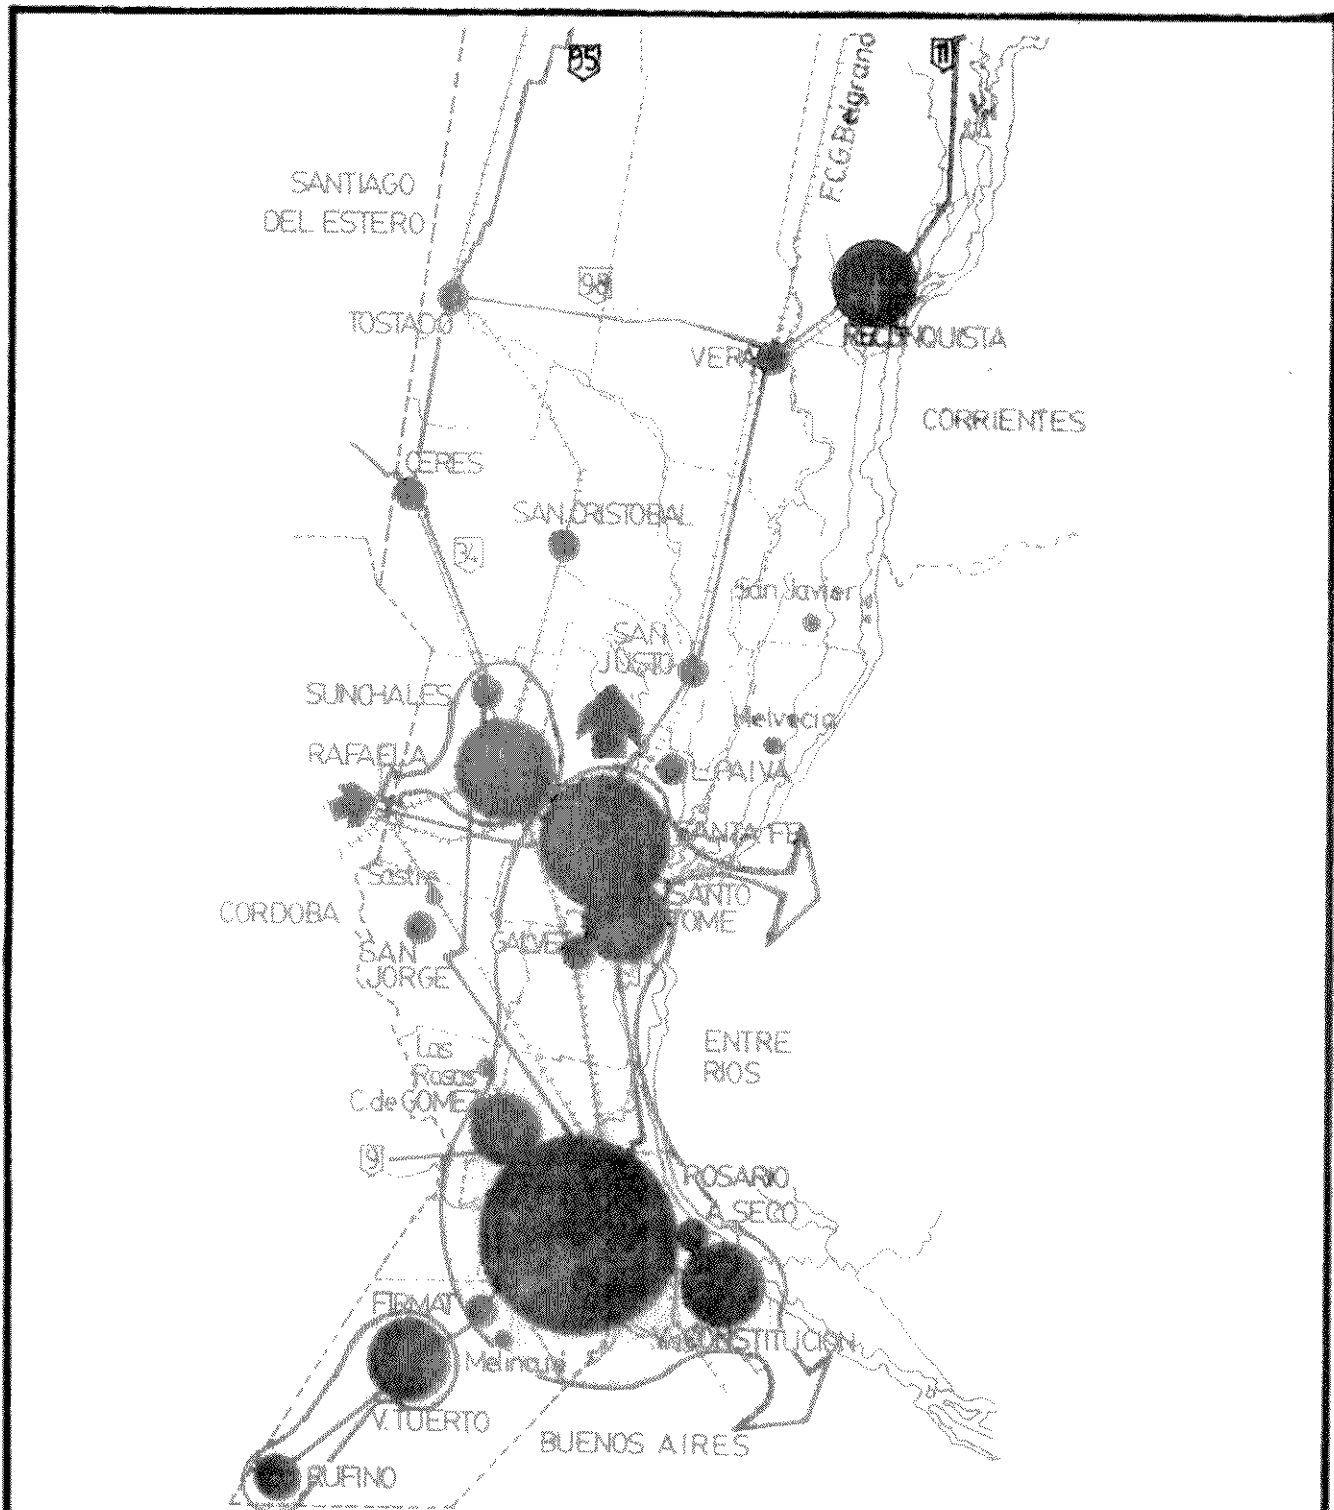 95
11
F.C.G.Belgrano
SANTIAGO
DEL ESTERO
98
TOSTADO
VERA
RECONQUISTA
CORRIENTES
CERES
SAN CRISTOBAL
34
San Javier
SAN
JUSTO
SUNCHALES
Helvecia
RAFAELA
L. PAIVA
SANTA FE
Sastre
SANTO
TOME
CORDOBA
GALVEZ
SAN
JORGE
ENTRE
RIOS
Las
Rosas
C. de GOMEZ
9
ROSARIO
A. SECO
FIRMAT
V. CONSTITUCION
Melincué
V. TUERTO
BUENOS AIRES
RUFINO